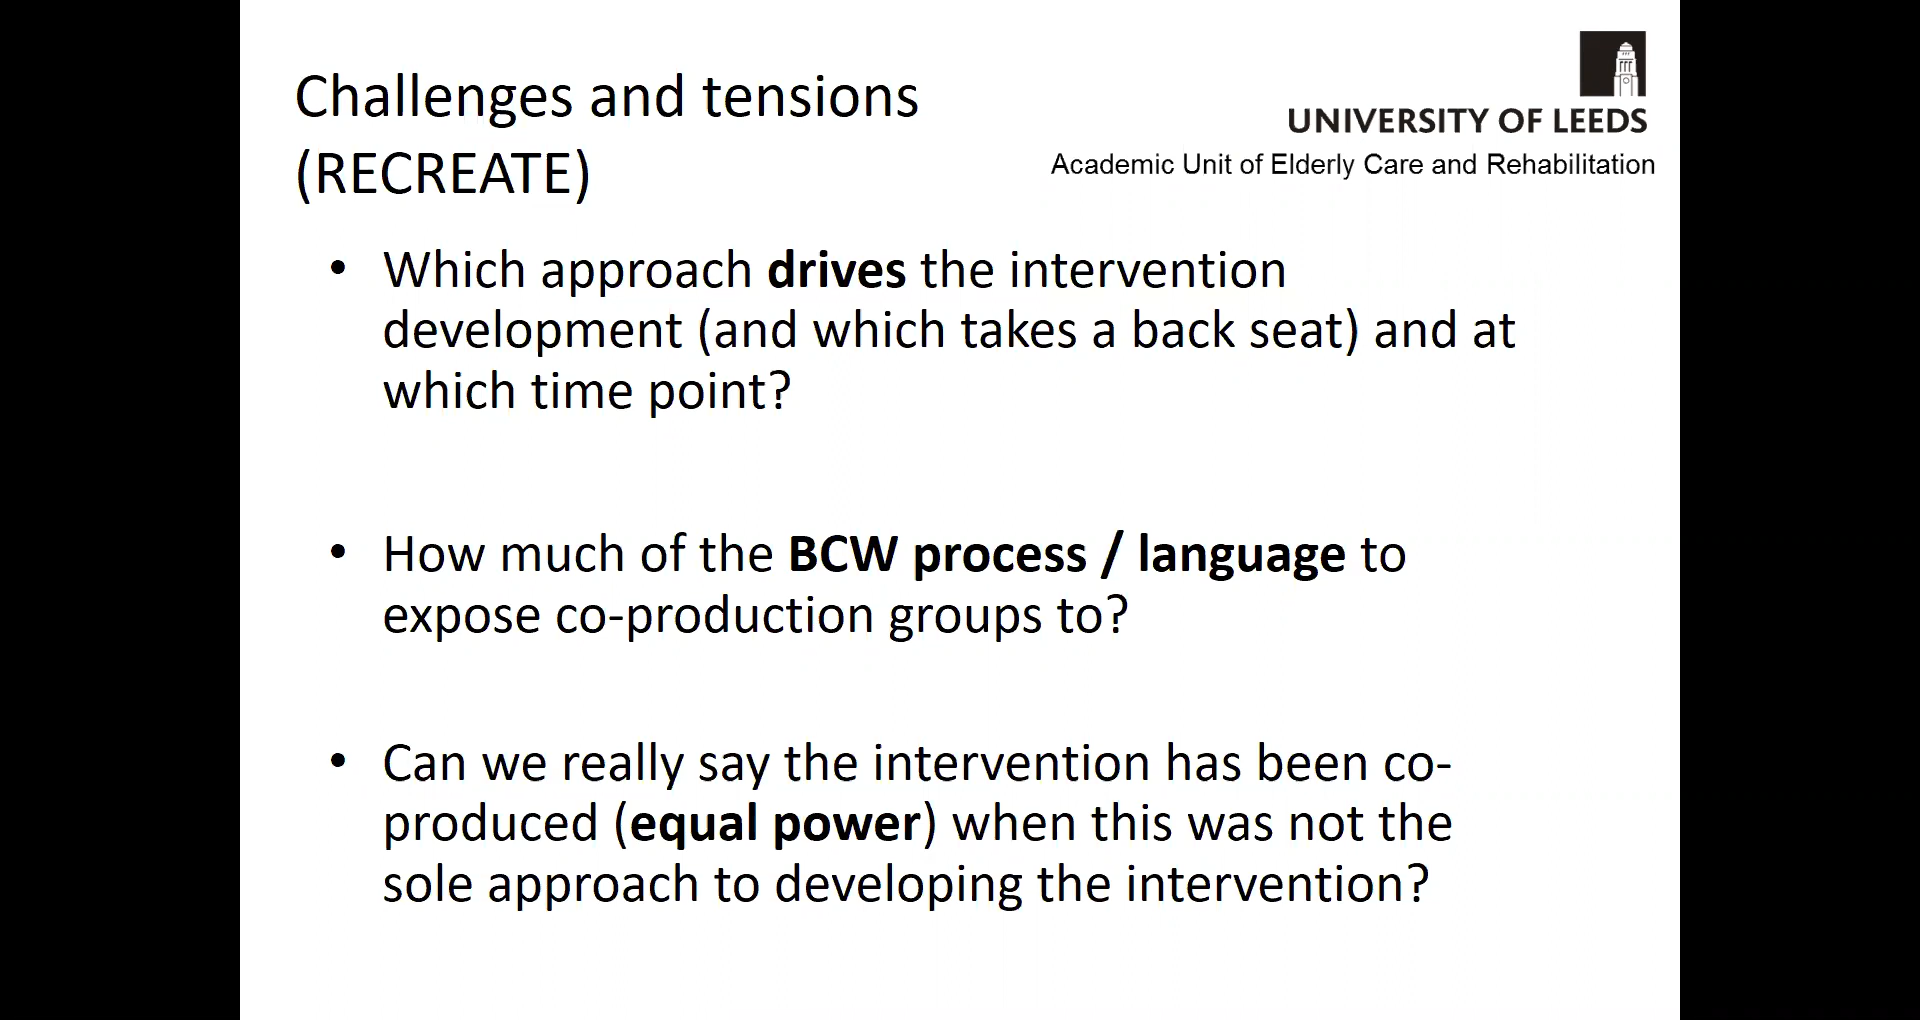 Challenges and tensions
(RECREATE)
UNIVERSITY OF LEEDS
Academic Unit of Elderly Care and Rehabilitation
• Which approach drives the intervention
development (and which takes a back seat) and at
which time point?
• How much of the BCW process / language to
expose co-production groups to?
• Can we really say the intervention has been co-
produced (equal power) when this was not the
sole approach to developing the intervention?